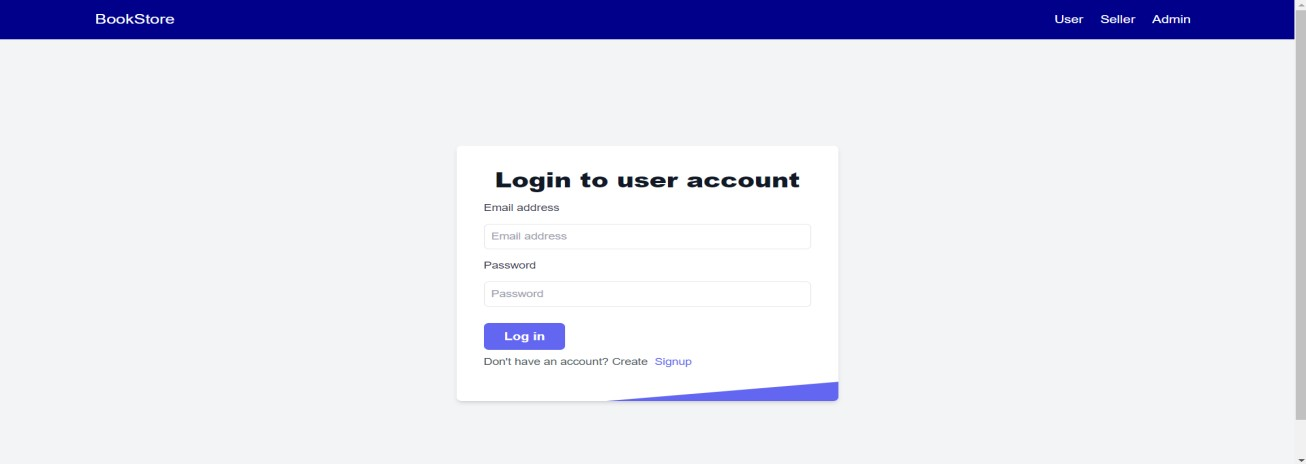 BookStore
User Seller Admin
Login to user account
Email address
Email address
Password
Password
Log in
Don't have an account? Create Signup